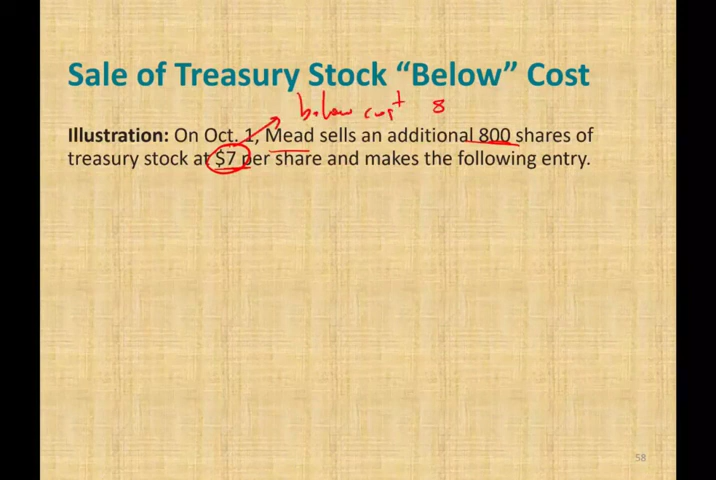 Sale of Treasury Stock “Below” Cost
below cost 8
Illustration: On Oct. 1, Mead sells an additional 800 shares of
treasury stock at $7 per share and makes the following entry.
58